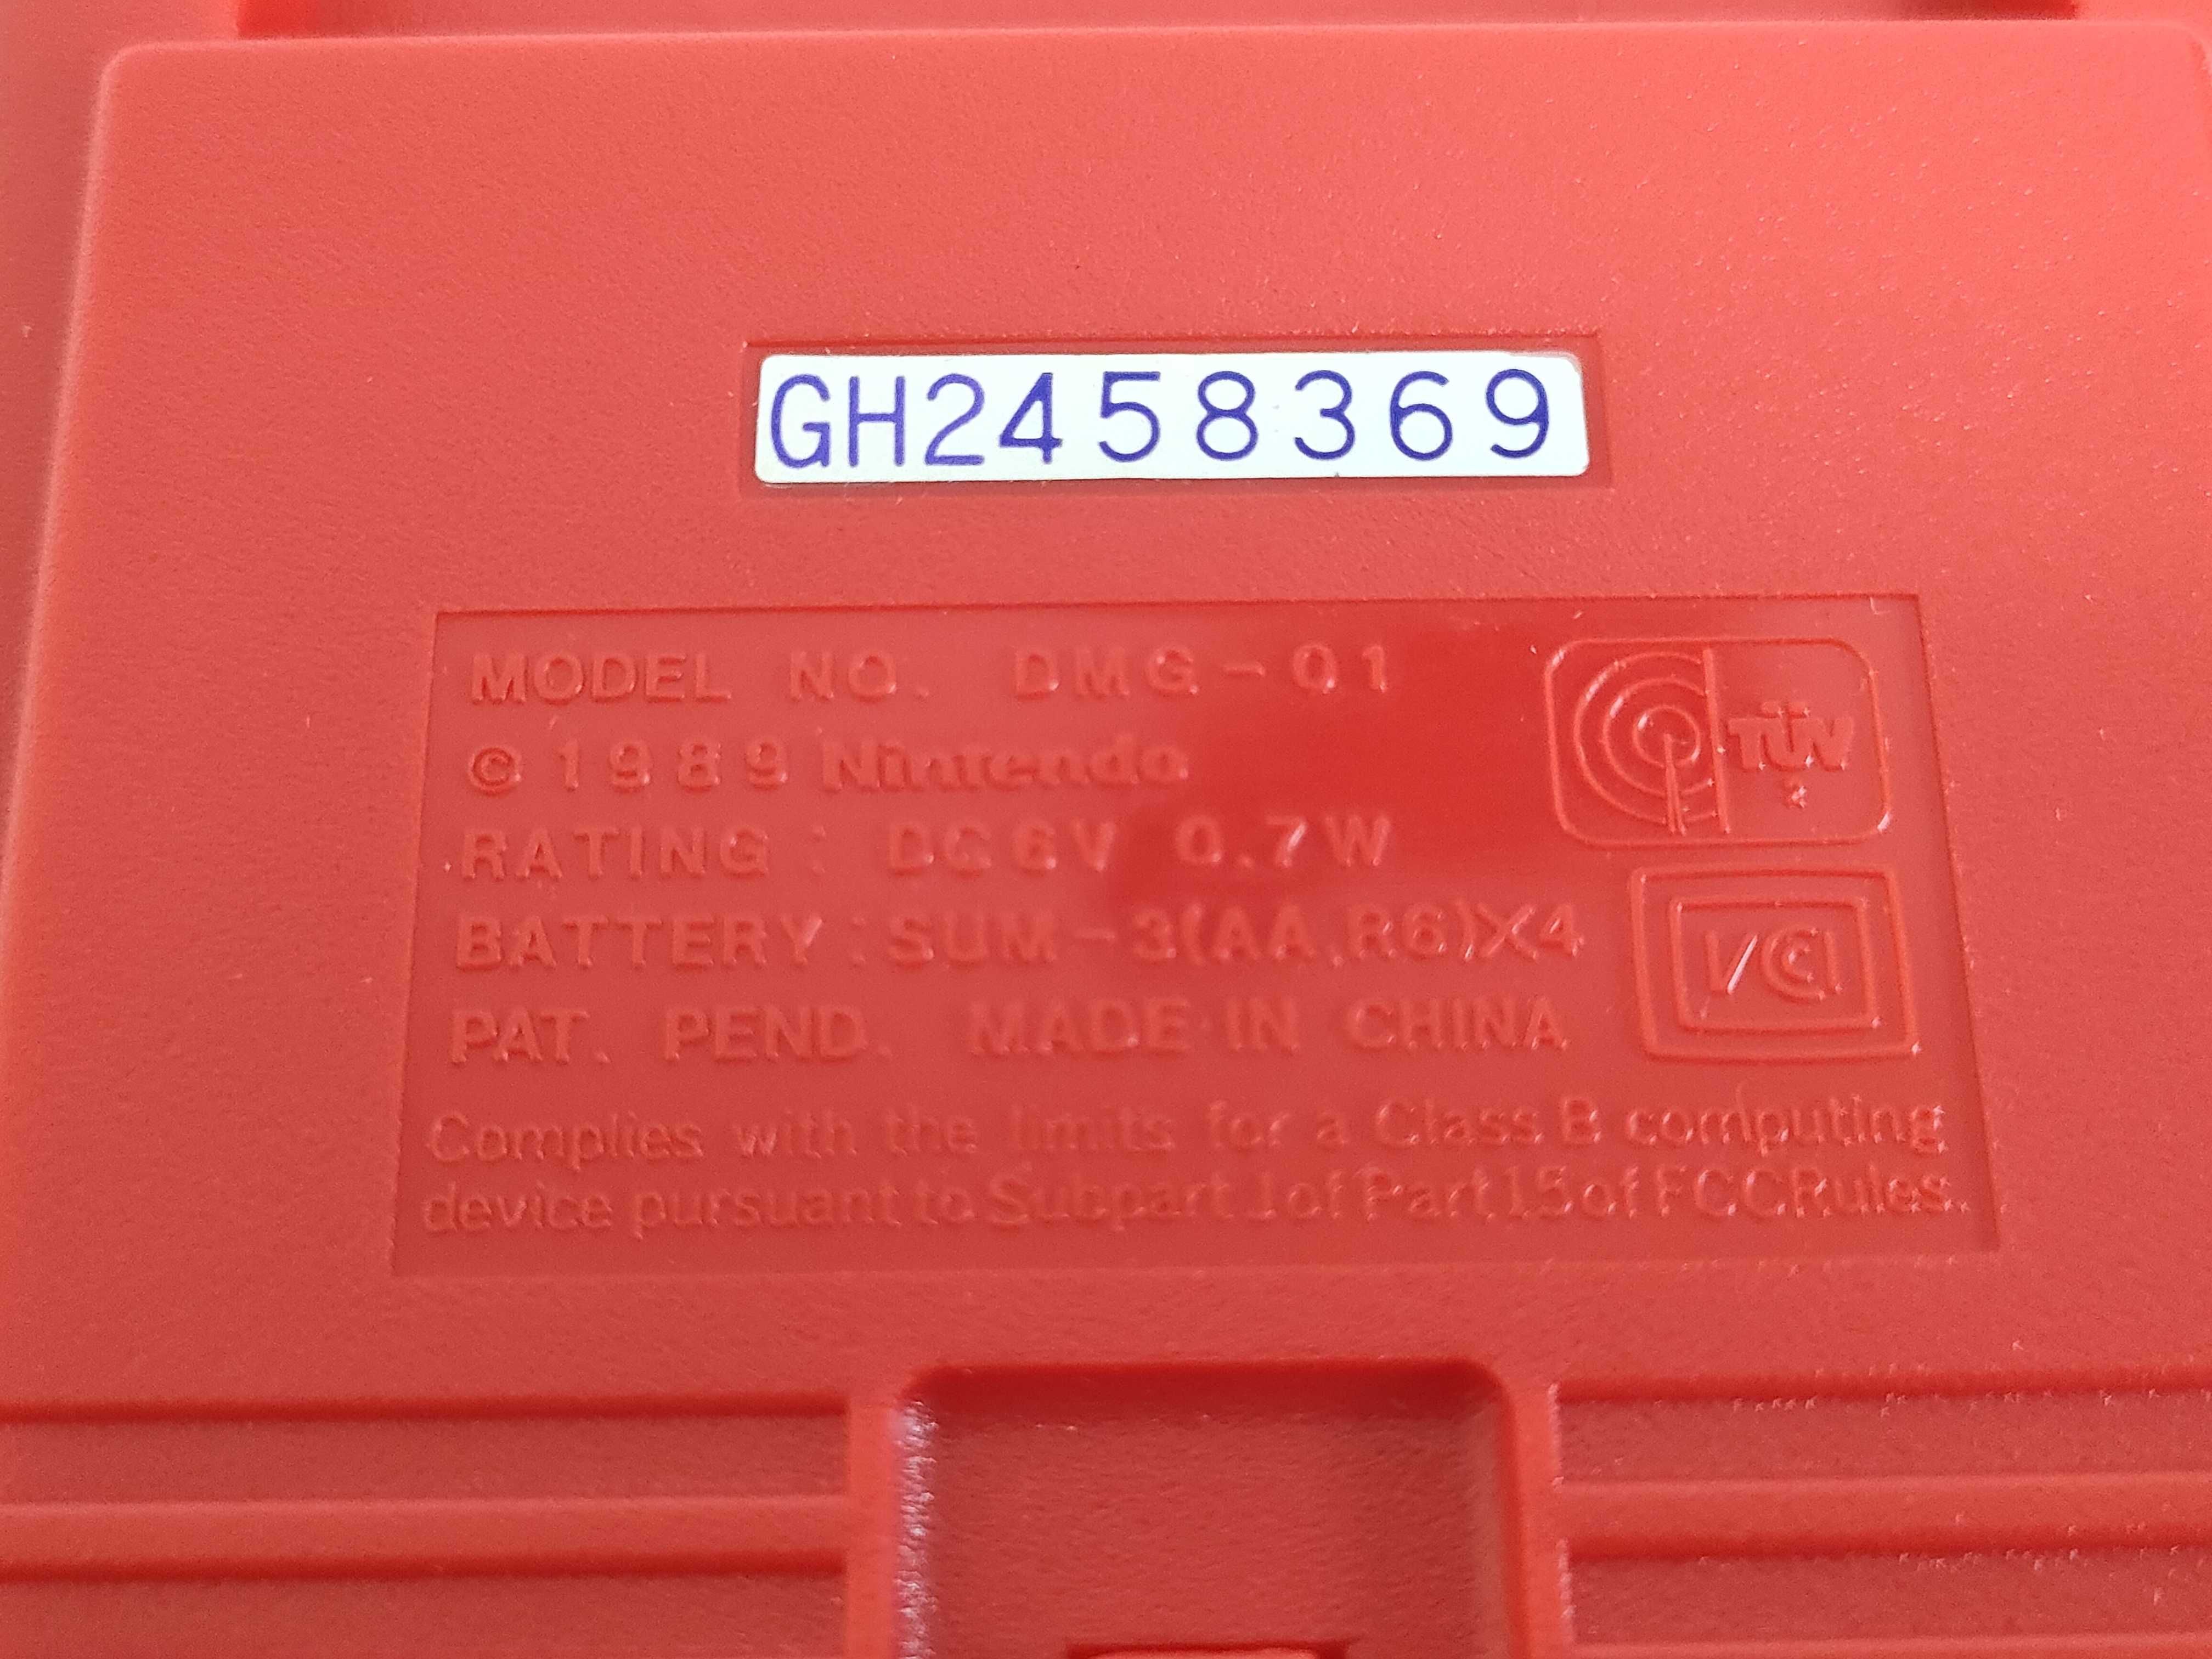 GH2458369
MODEL NO. DMG-01
© 1989 Nintendo
RATING : DC6V 0.7W
BATTERY : SUM-3(AA,R6)X4
PAT. PEND. MADE IN CHINA
Complies with the limits for a Class B computing
device pursuant to Subpart J of Part 15 of FCC Rules.
TÜV
VCCI